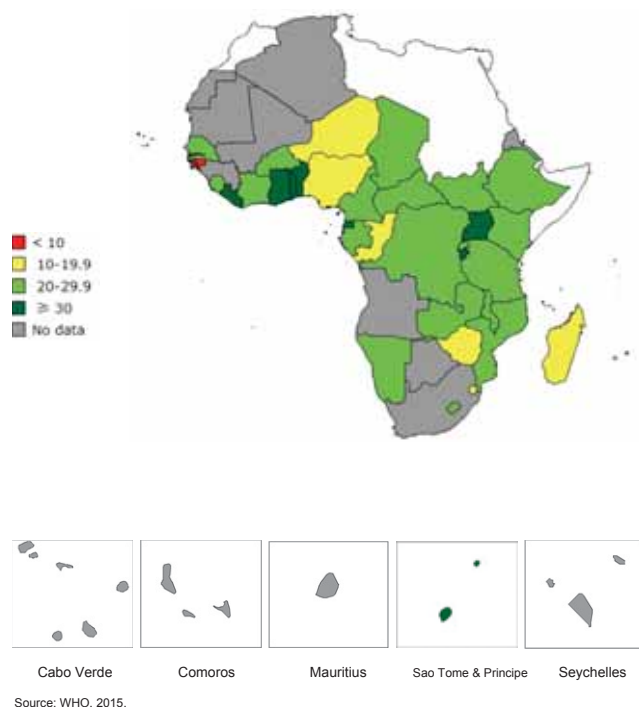 < 10
10-19.9
20-29.9
≥ 30
No data
Cabo Verde
Comoros
Mauritius
Sao Tome & Principe
Seychelles
Source: WHO, 2015.